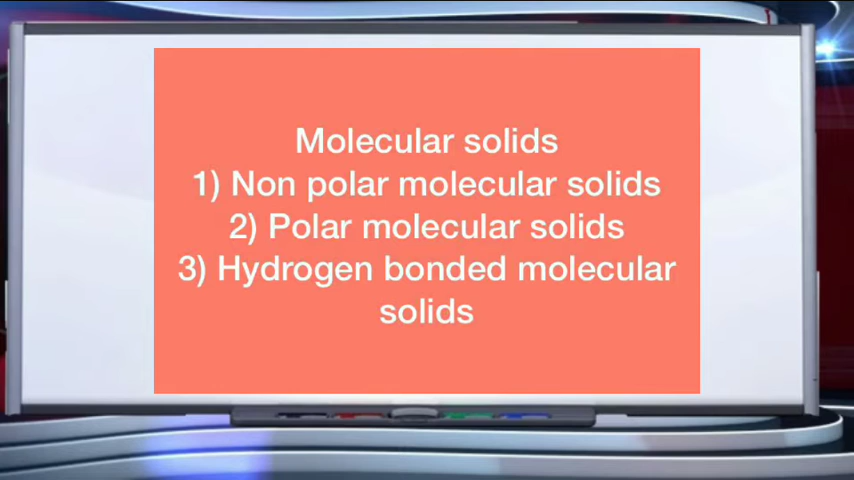 Molecular solids
1) Non polar molecular solids
2) Polar molecular solids
3) Hydrogen bonded molecular
solids